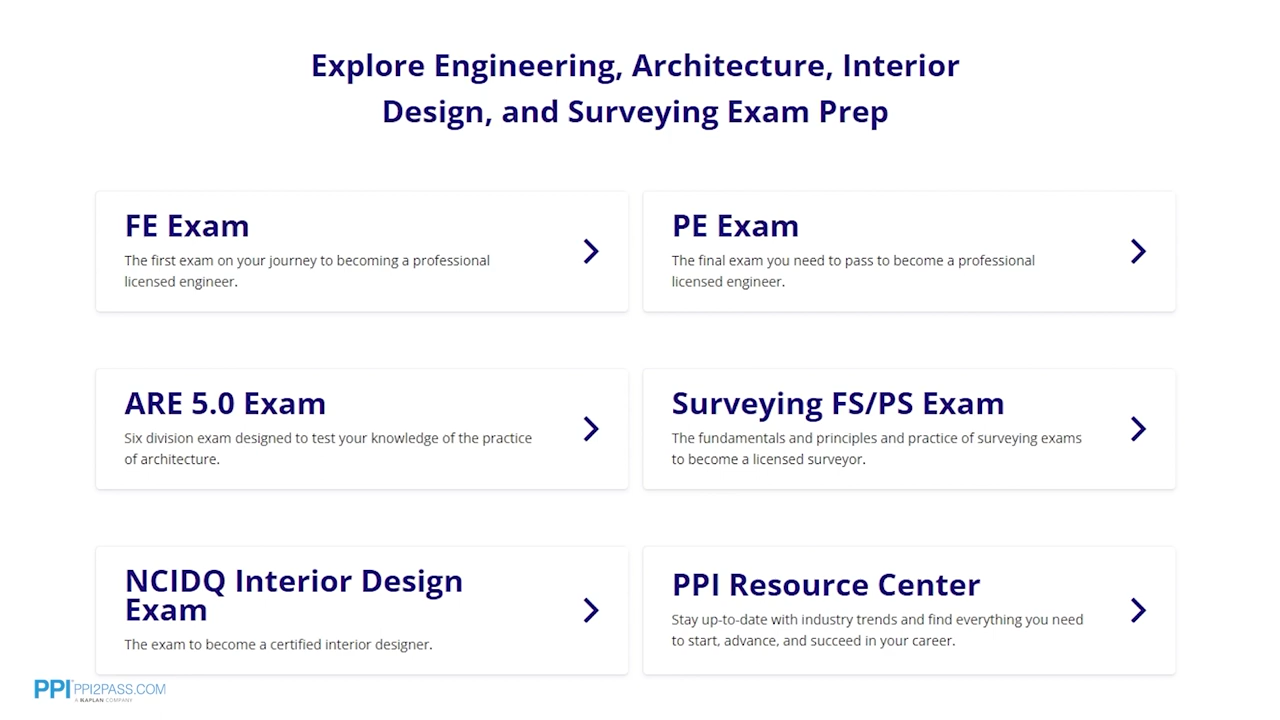 Explore Engineering, Architecture, Interior
Design, and Surveying Exam Prep
FE Exam
The first exam on your journey to becoming a professional
licensed engineer.
PE Exam
The final exam you need to pass to become a professional
licensed engineer.
ARE 5.0 Exam
Six division exam designed to test your knowledge of the practice
of architecture.
Surveying FS/PS Exam
The fundamentals and principles and practice of surveying exams
to become a licensed surveyor.
NCIDQ Interior Design
Exam
The exam to become a certified interior designer.
PPI Resource Center
Stay up-to-date with industry trends and find everything you need
to start, advance, and succeed in your career.
PPI PPI2PASS.COM
A KAPLAN COMPANY